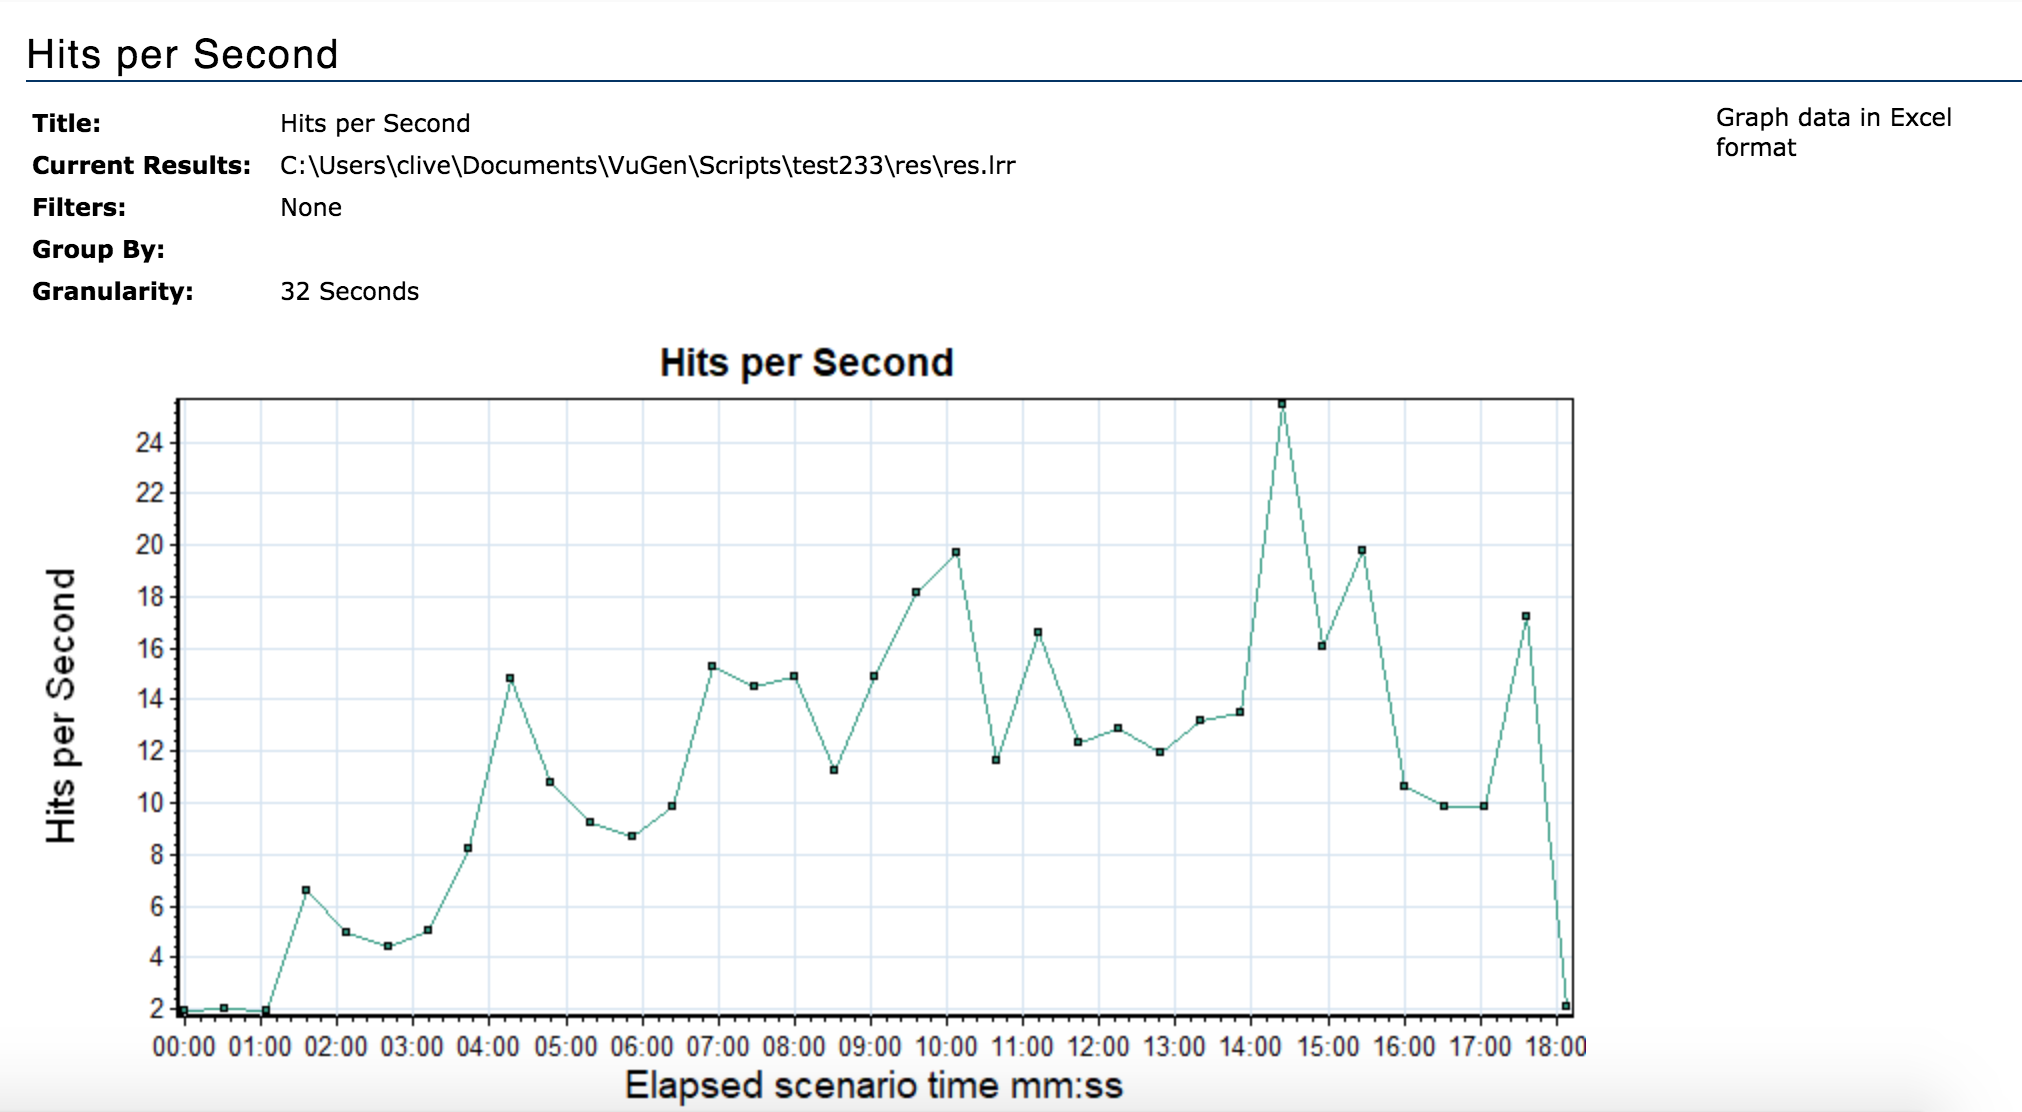 Hits per Second
Title: Hits per Second
Current Results: C:\Users\clive\Documents\VuGen\Scripts\test233\res\res.lrr
Filters: None
Group By:
Granularity: 32 Seconds
Graph data in Excel
format
Hits per Second
Hits per Second
24
22
20
18
16
14
12
10
8
6
4
2
00:00 01:00 02:00 03:00 04:00 05:00 06:00 07:00 08:00 09:00 10:00 11:00 12:00 13:00 14:00 15:00 16:00 17:00 18:00
Elapsed scenario time mm:ss